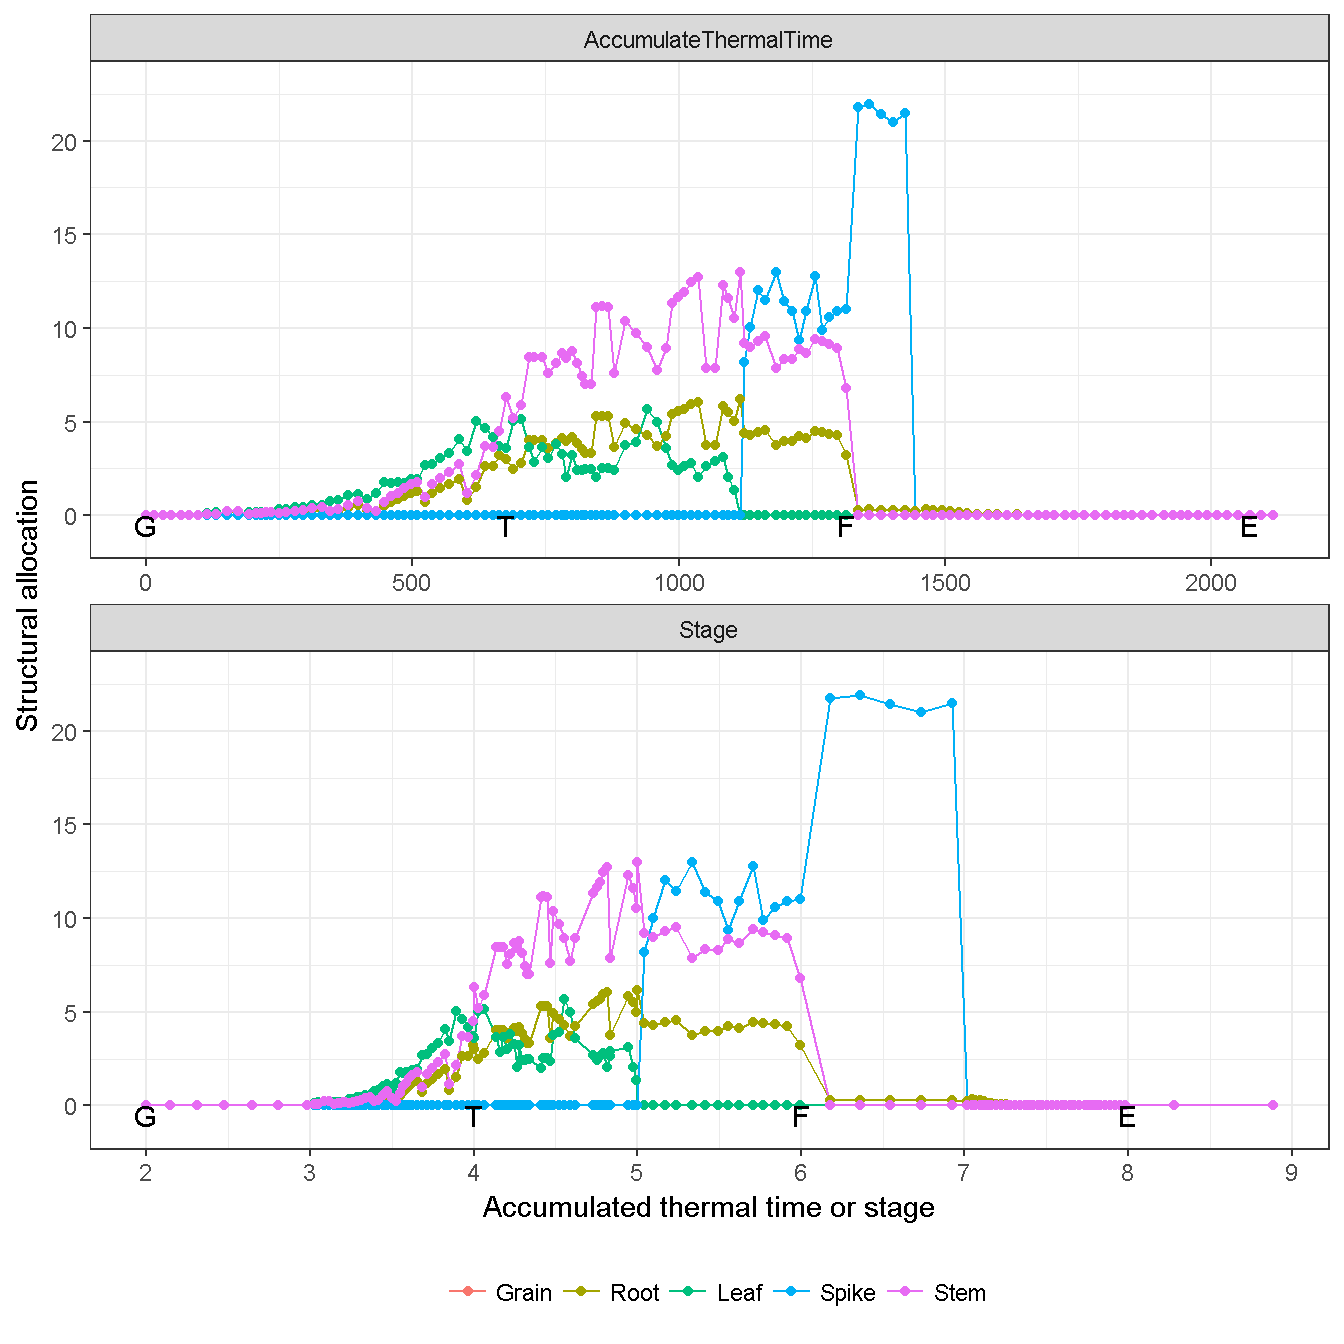 AccumulateThermalTime
20
15
10
5
0
G T F E
0 500 1000 1500 2000
Structural allocation
Stage
20
15
10
5
0
G T F E
2 3 4 5 6 7 8 9
Accumulated thermal time or stage
Grain Root Leaf Spike Stem